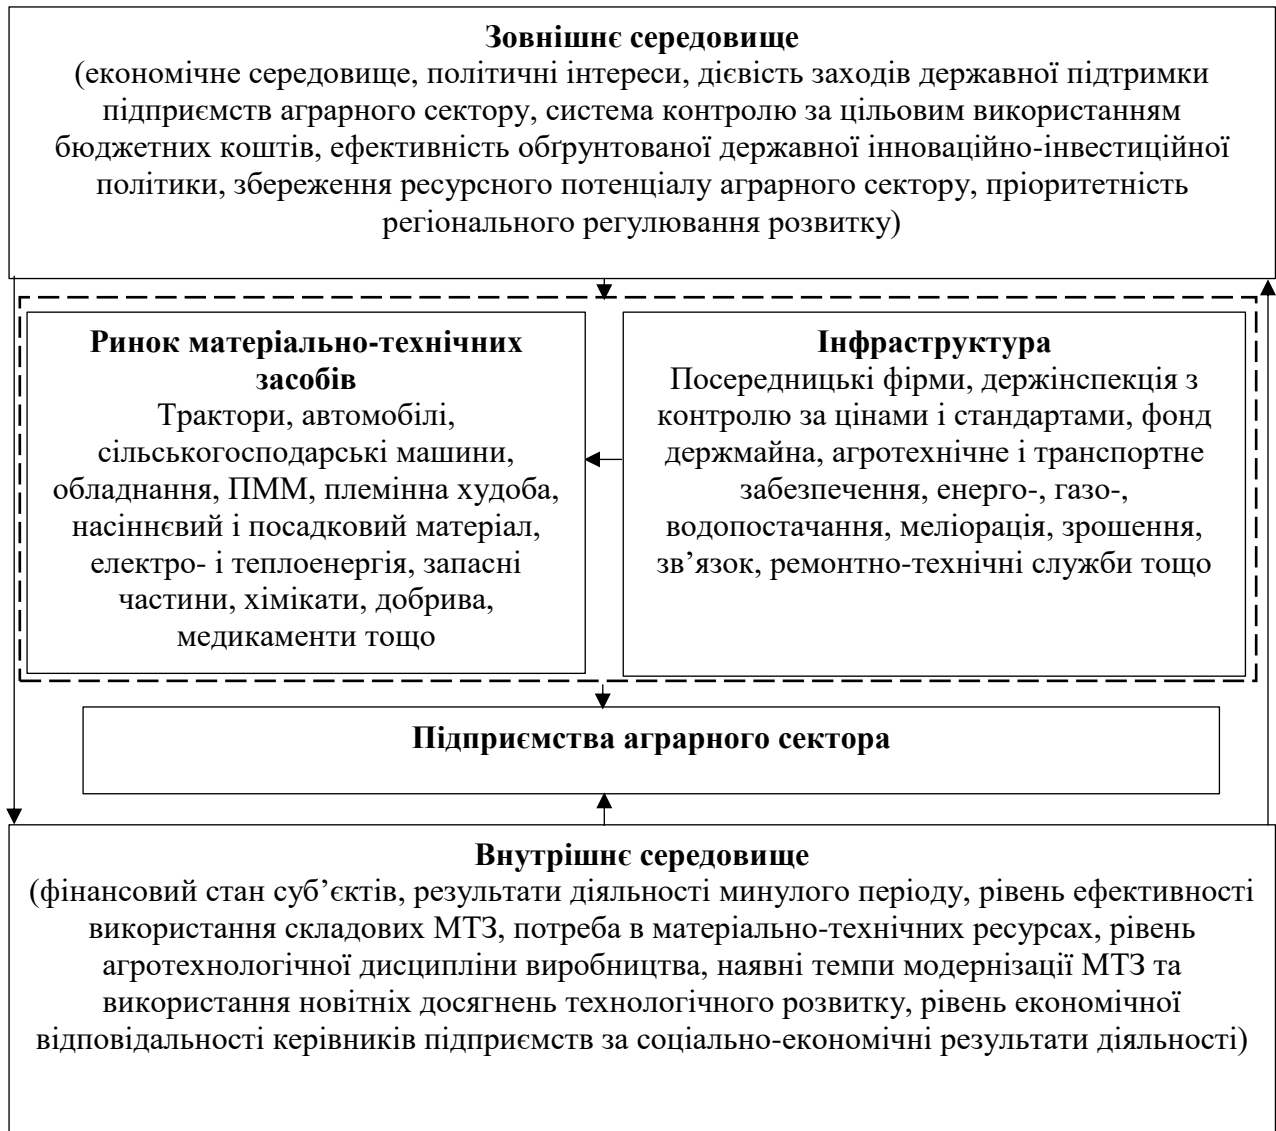 Зовнішнє середовище
(економічне середовище, політичні інтереси, дієвість заходів державної підтримки
підприємств аграрного сектору, система контролю за цільовим використанням
бюджетних коштів, ефективність обґрунтованої державної інноваційно-інвестиційної
політики, збереження ресурсного потенціалу аграрного сектору, пріоритетність
регіонального регулювання розвитку)
Ринок матеріально-технічних
засобів
Трактори, автомобілі,
сільськогосподарські машини,
обладнання, ПММ, племінна худоба,
насіннєвий і посадковий матеріал,
електро- і теплоенергія, запасні
частини, хімікати, добрива,
медикаменти тощо
Інфраструктура
Посередницькі фірми, держінспекція з
контролю за цінами і стандартами, фонд
держмайна, агротехнічне і транспортне
забезпечення, енерго-, газо-,
водопостачання, меліорація, зрошення,
зв’язок, ремонтно-технічні служби тощо
Підприємства аграрного сектора
Внутрішнє середовище
(фінансовий стан суб’єктів, результати діяльності минулого періоду, рівень ефективності
використання складових МТЗ, потреба в матеріально-технічних ресурсах, рівень
агротехнологічної дисципліни виробництва, наявні темпи модернізації МТЗ та
використання новітніх досягнень технологічного розвитку, рівень економічної
відповідальності керівників підприємств за соціально-економічні результати діяльності)